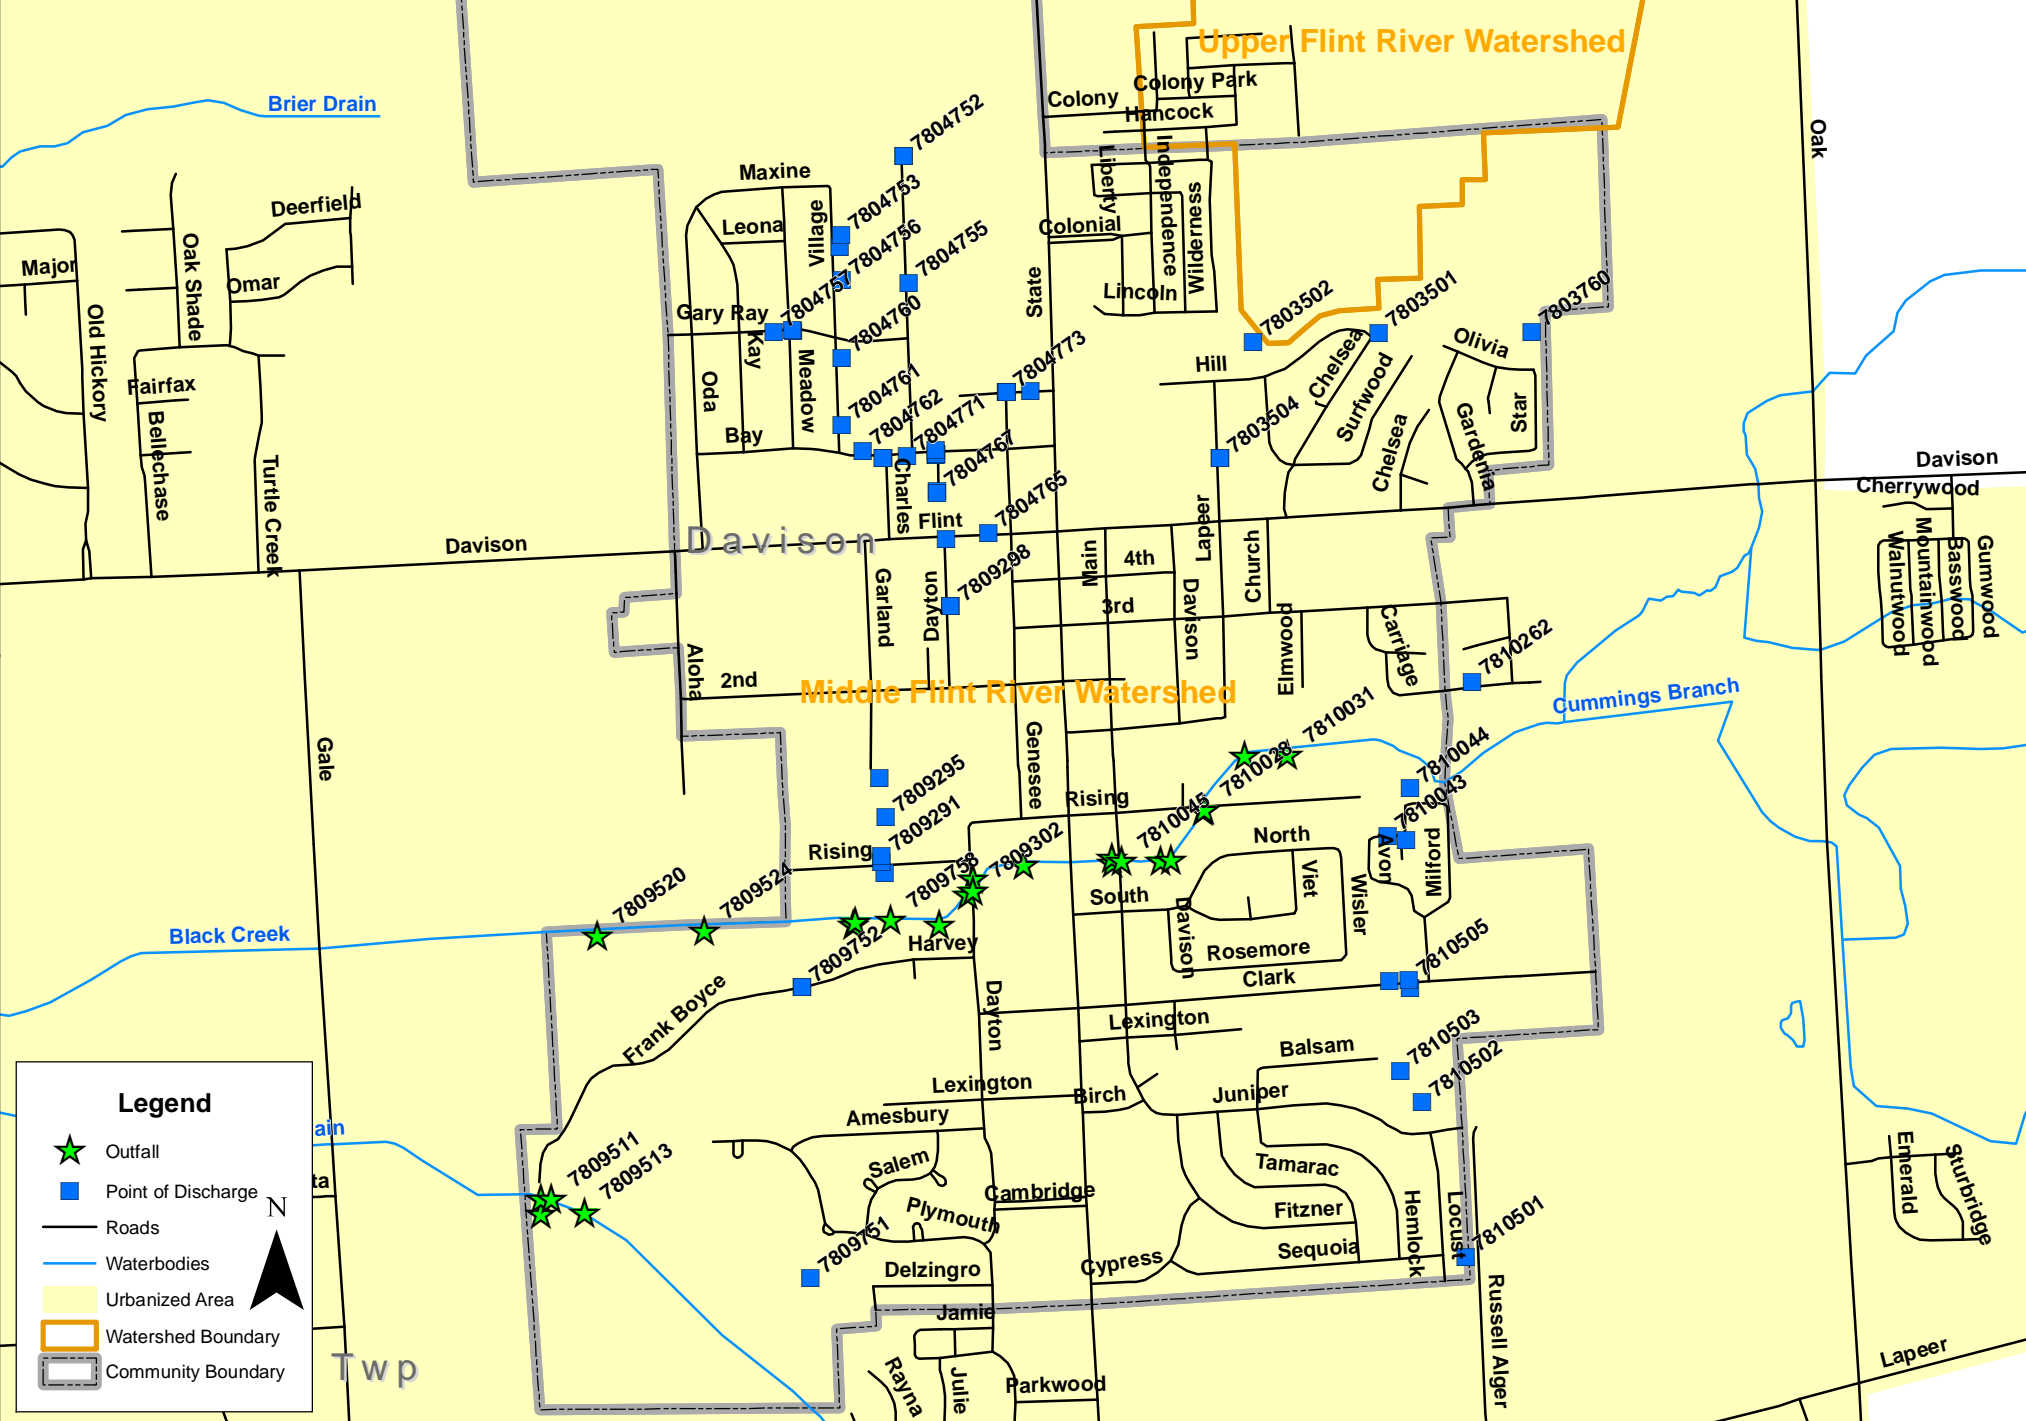 Upper Flint River Watershed
Brier Drain
Colony Park
Colony
Hancock
Oak
7804752
Maxine
Liberty
Independence
Wilderness
7804753
Deerfield
Leona
Village
7804756
7804755
Colonial
Oak Shade
Major
Omar
State
Lincoln
7804757
Gary Ray
7804760
7803502
7803501
7803760
Old Hickory
Kay
Meadow
Oda
7804773
Hill
Chelsea
Olivia
Fairfax
7804761
7804762
7804771
Surfwood
Star
Bellechase
Bay
7804767
7803504
Chelsea
Gardenia
Turtle Creek
Charles
7804765
Lapeer
Davison
Cherrywood
Flint
Davison
Davison
7809298
Main
4th
Church
Walnutwood
Mountainwood
Basswood
Gumwood
Garland
Dayton
3rd
Davison
Elmwood
Carriage
7810262
Aloha
2nd
Middle Flint River Watershed
Cummings Branch
Gale
Genesee
7810031
7810028
7810044
7809295
Rising
7810045
7810043
7809291
Rising
North
Avon
Milford
7809302
7809758
Viet
7809520
7809524
South
Wisler
Davison
Black Creek
7809752
Harvey
Rosemore
7810505
Clark
Frank Boyce
Dayton
Lexington
7810503
Balsam
7810502
Lexington
Birch
Juniper
Amesbury
7809511
7809513
Salem
Tamarac
Emerald
Sturbridge
Cambridge
Plymouth
Fitzner
Hemlock
Locust
7810501
7809751
Sequoia
Cypress
Delzingro
Jamie
Russell Alger
Lapeer
Twp
Rayna
Julie
Parkwood
ain
ta
Legend
Outfall
Point of Discharge
N
Roads
Waterbodies
Urbanized Area
Watershed Boundary
Community Boundary